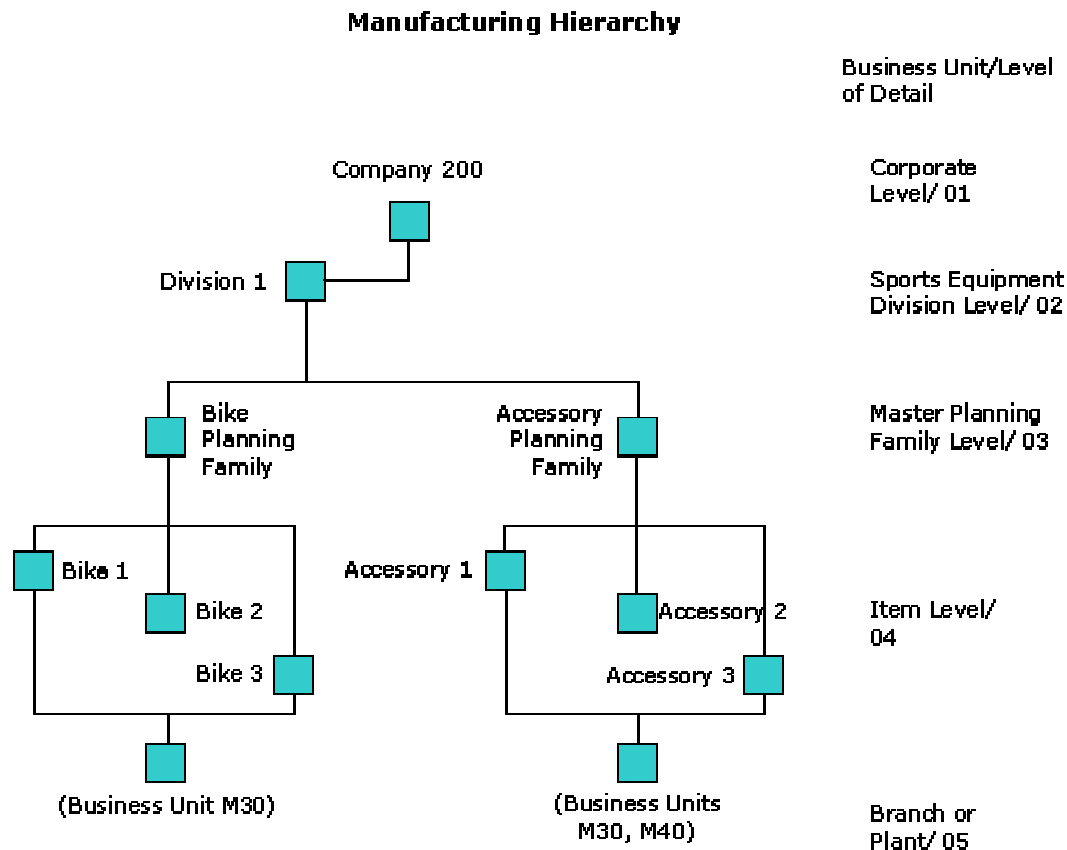 Manufacturing Hierarchy
Business Unit/Level
of Detail
Company 200
Corporate
Level/ 01
Division 1
Sports Equipment
Division Level/ 02
Bike
Planning
Family
Accessory
Planning
Family
Master Planning
Family Level/ 03
Bike 1
Accessory 1
Bike 2
Accessory 2
Item Level/
04
Bike 3
Accessory 3
(Business Unit M30)
(Business Units
M30, M40)
Branch or
Plant/ 05